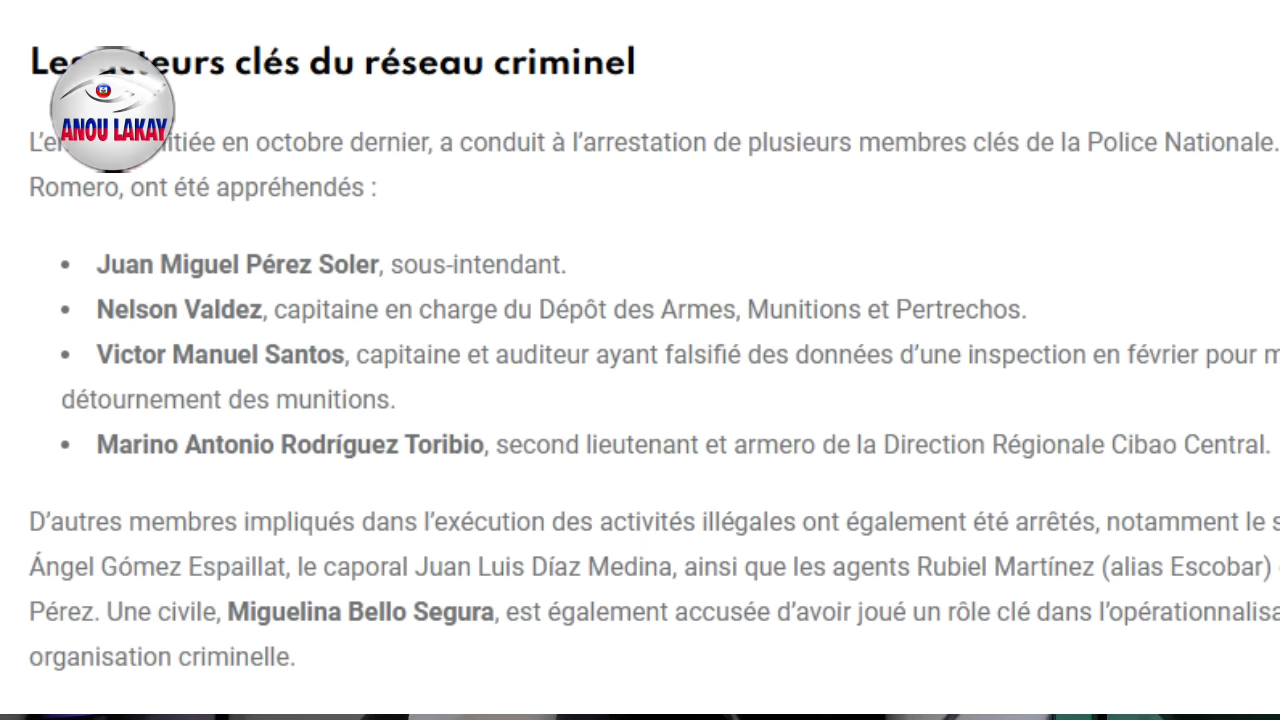 Les acteurs clés du réseau criminel
ANOU LAKAY
en octobre dernier, a conduit à l’arrestation de plusieurs membres clés de la Police Nationale.
Romero, ont été appréhendés :
• Juan Miguel Pérez Soler, sous-intendant.
• Nelson Valdez, capitaine en charge du Dépôt des Armes, Munitions et Pertrechos.
• Victor Manuel Santos, capitaine et auditeur ayant falsifié des données d’une inspection en février pour
détournement des munitions.
• Marino Antonio Rodríguez Toribio, second lieutenant et armero de la Direction Régionale Cibao Central.
D’autres membres impliqués dans l’exécution des activités illégales ont également été arrêtés, notamment le
Ángel Gómez Espaillat, le caporal Juan Luis Díaz Medina, ainsi que les agents Rubiel Martínez (alias Escobar)
Pérez. Une civile, Miguelina Bello Segura, est également accusée d’avoir joué un rôle clé dans
organisation criminelle.